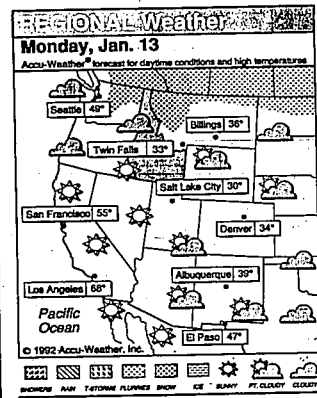 REGIONAL Weather
Monday, Jan. 13
Accu-Weather® forecast for daytime conditions and high temperatures
Seattle 49°
Billings 36°
Twin Falls 33°
Salt Lake City 30°
San Francisco 55°
Denver 34°
Albuquerque 39°
Los Angeles 68°
Pacific
Ocean
El Paso 47°
© 1992 Accu-Weather, Inc.
SHOWERS RAIN T-STORMS FLURRIES SNOW ICE SUNNY PT. CLOUDY CLOUDY